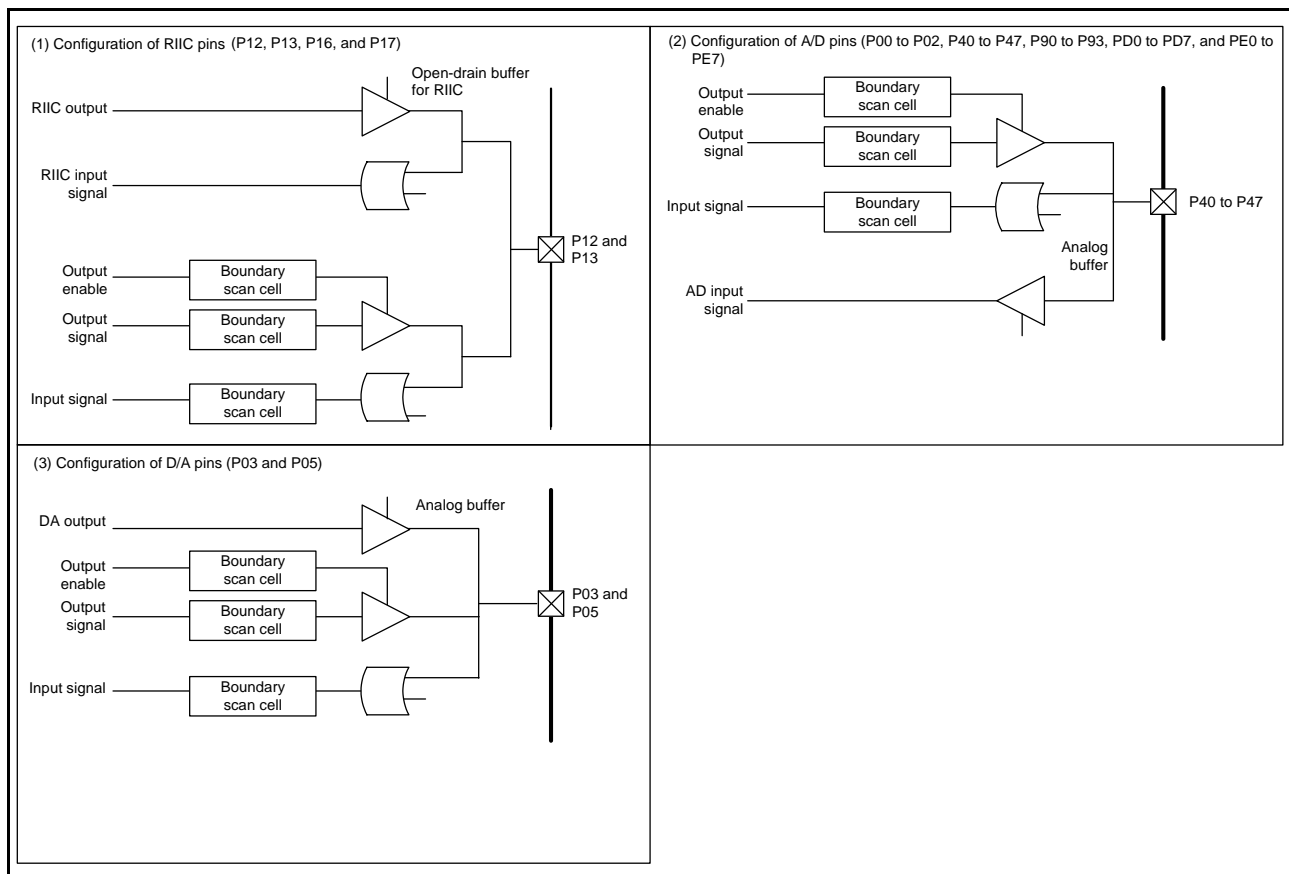 (1) Configuration of RIIC pins (P12, P13, P16, and P17)
Open-drain buffer
for RIIC
RIIC output
RIIC input
signal
P12 and
P13
Output
enable
Boundary
scan cell
Output
signal
Boundary
scan cell
Input signal
Boundary
scan cell
(2) Configuration of A/D pins (P00 to P02, P40 to P47, P90 to P93, PD0 to PD7, and PE0 to
PE7)
Output
enable
Boundary
scan cell
Output
signal
Boundary
scan cell
Input signal
Boundary
scan cell
P40 to P47
Analog
buffer
AD input
signal
(3) Configuration of D/A pins (P03 and P05)
Analog buffer
DA output
Output
enable
Boundary
scan cell
Output
signal
Boundary
scan cell
P03 and
P05
Input signal
Boundary
scan cell